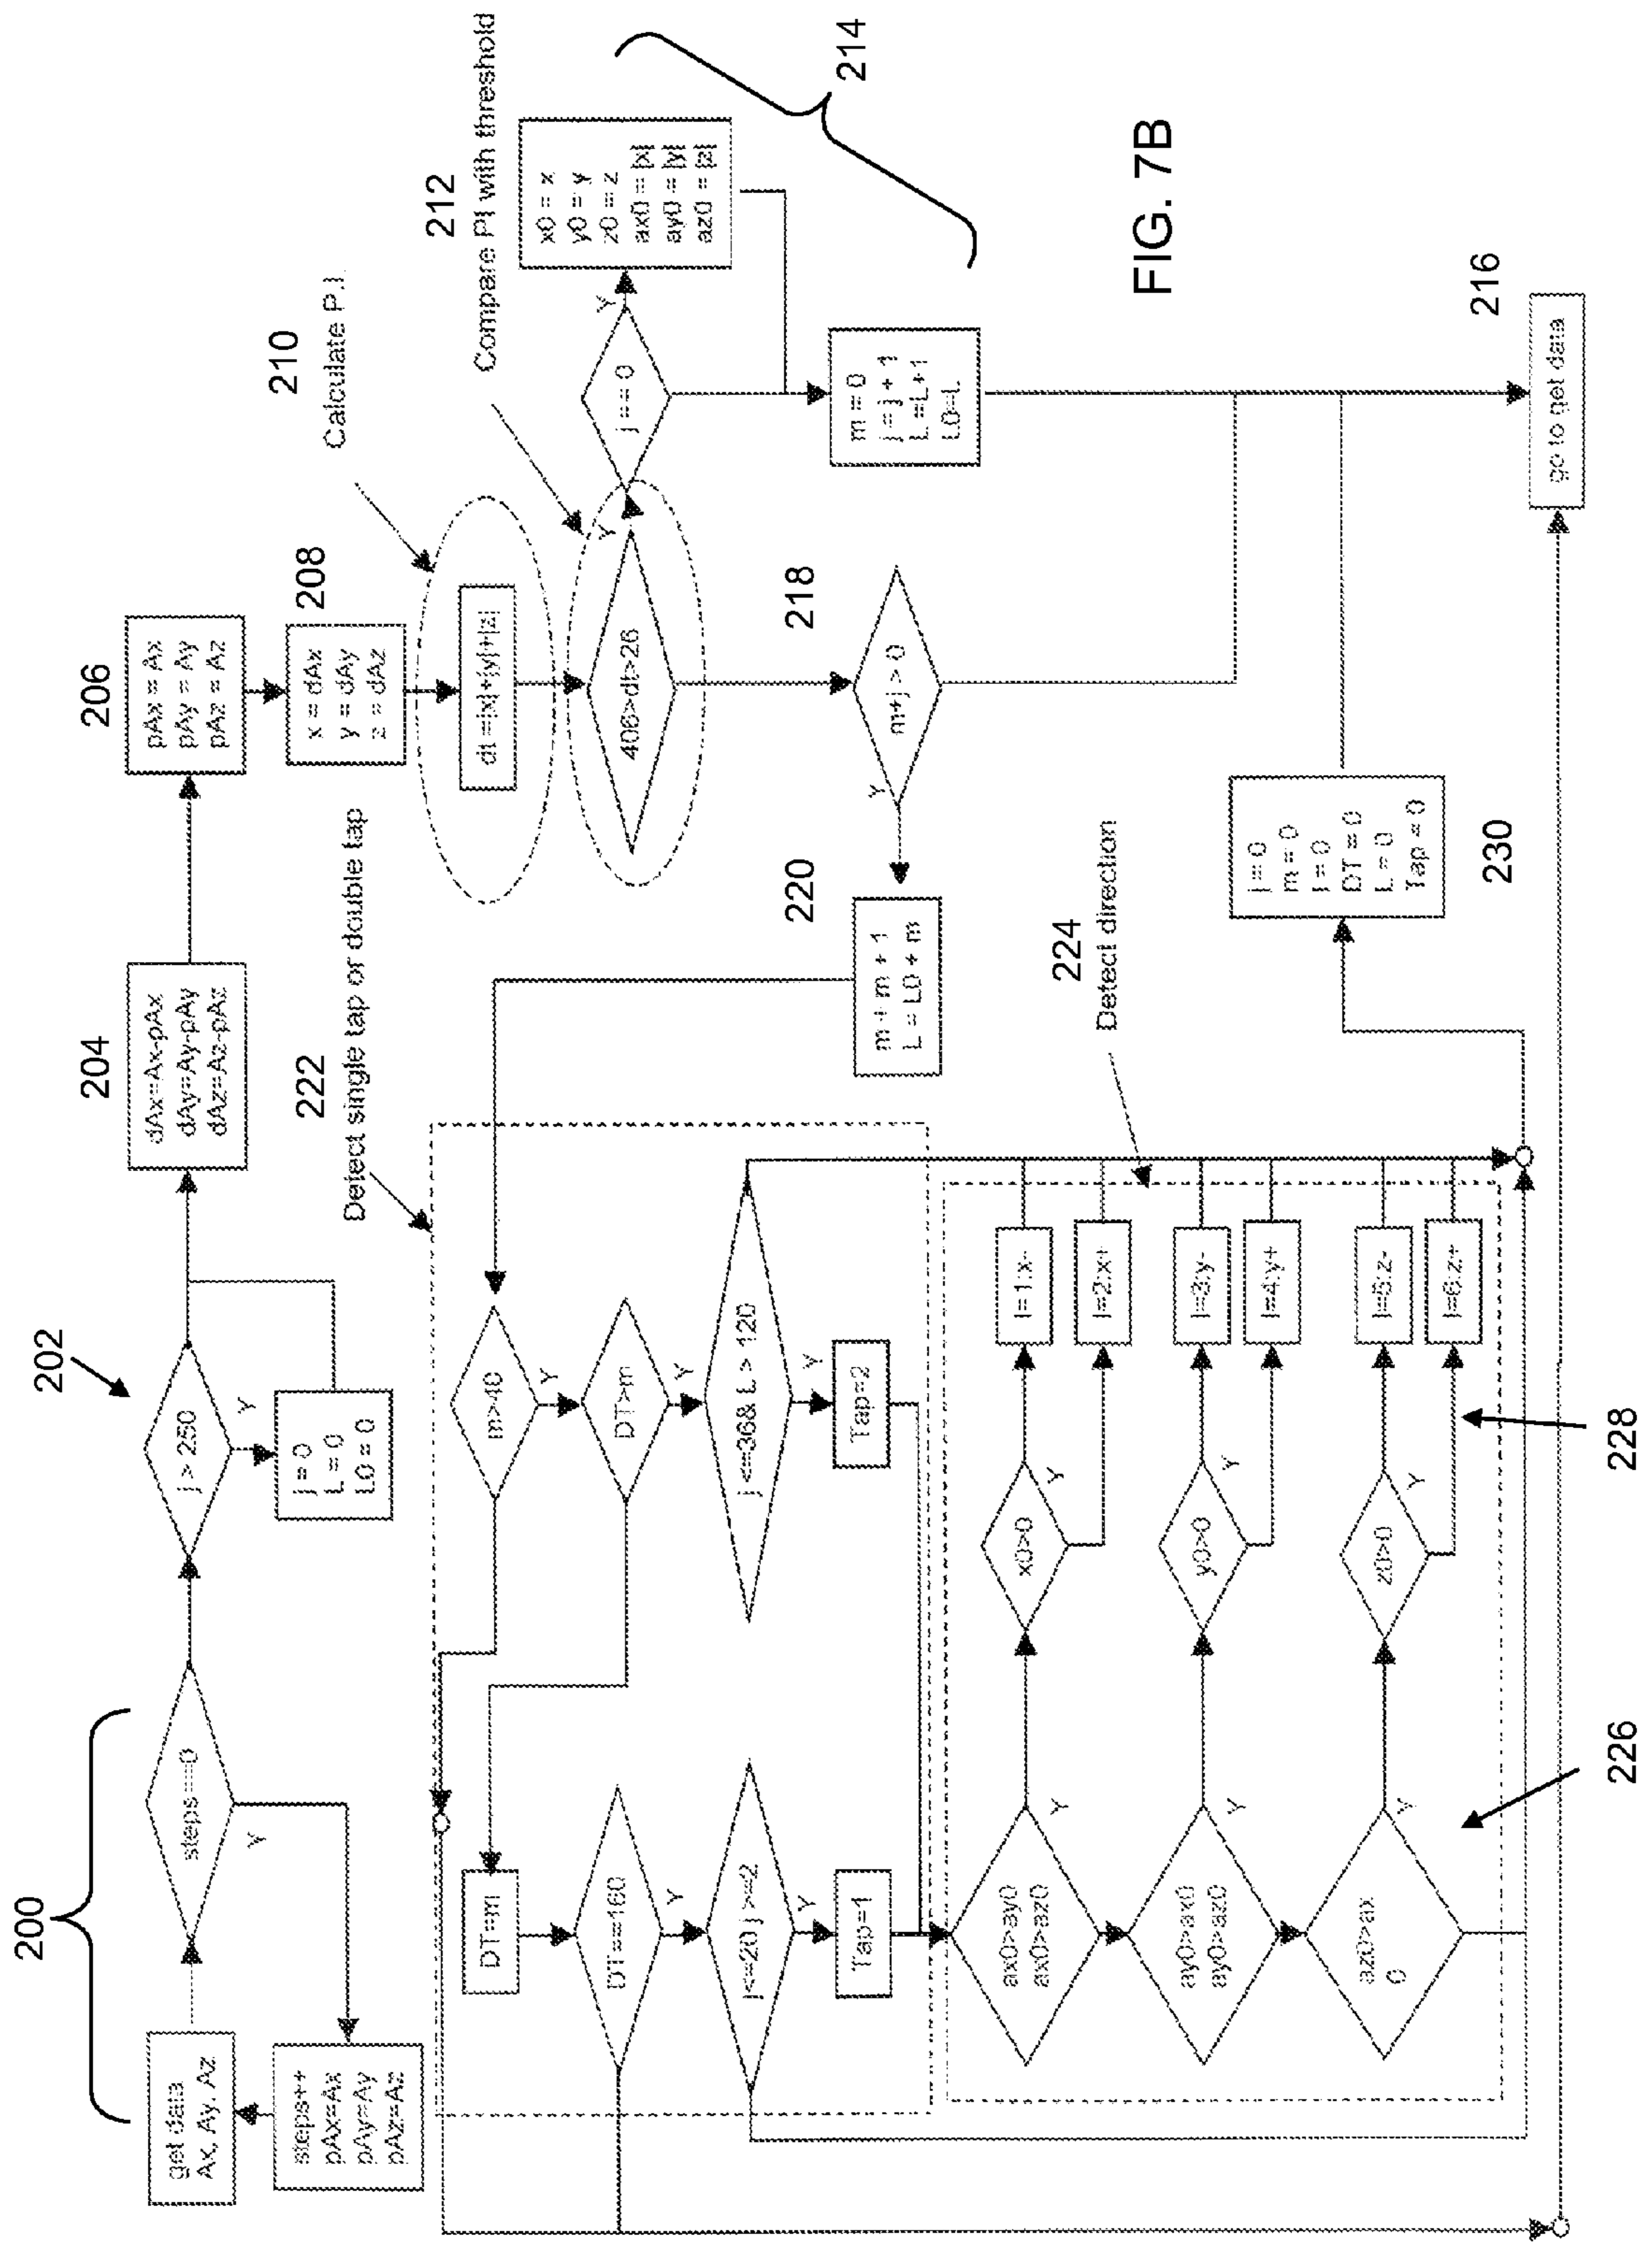 200
get data
Ax, Ay, Az
steps==0
Y
steps++
pAx=Ax
pAy=Ay
pAz=Az
202
j > 250
Y
j = 0
L = 0
L0 = 0
204
dAx=Ax-pAx
dAy=Ay-pAy
dAz=Az-pAz
206
pAx = Ax
pAy = Ay
pAz = Az
208
x = dAx
y = dAy
z = dAz
210
Calculate P.I.
dt =|x|+|y|+|z|
212
Compare PI with threshold
406>dt>26
Y
j == 0
Y
x0 = x
y0 = y
z0 = z
ax0 = |x|
ay0 = |y|
az0 = |z|
214
m = 0
j = j + 1
L =L+1
L0=L
218
m+j > 0
Y
220
m = m + 1
L = L0 + m
222
Detect single tap or double tap
m>40
Y
DT>m
Y
j <=36& L > 120
Y
Tap=2
DT=m
DT==160
Y
j<=20 j >=2
Y
Tap=1
224
Detect direction
ax0>ay0
ax0>az0
Y
x0>0
Y
I=1:x-
I=2:x+
ay0>ax0
ay0>az0
Y
y0>0
Y
I=3:y-
I=4:y+
az0>ax
0
Y
z0>0
Y
I=5:z-
I=6:z+
226
228
230
j = 0
m = 0
I = 0
DT = 0
L = 0
Tap = 0
216
go to get data
FIG. 7B